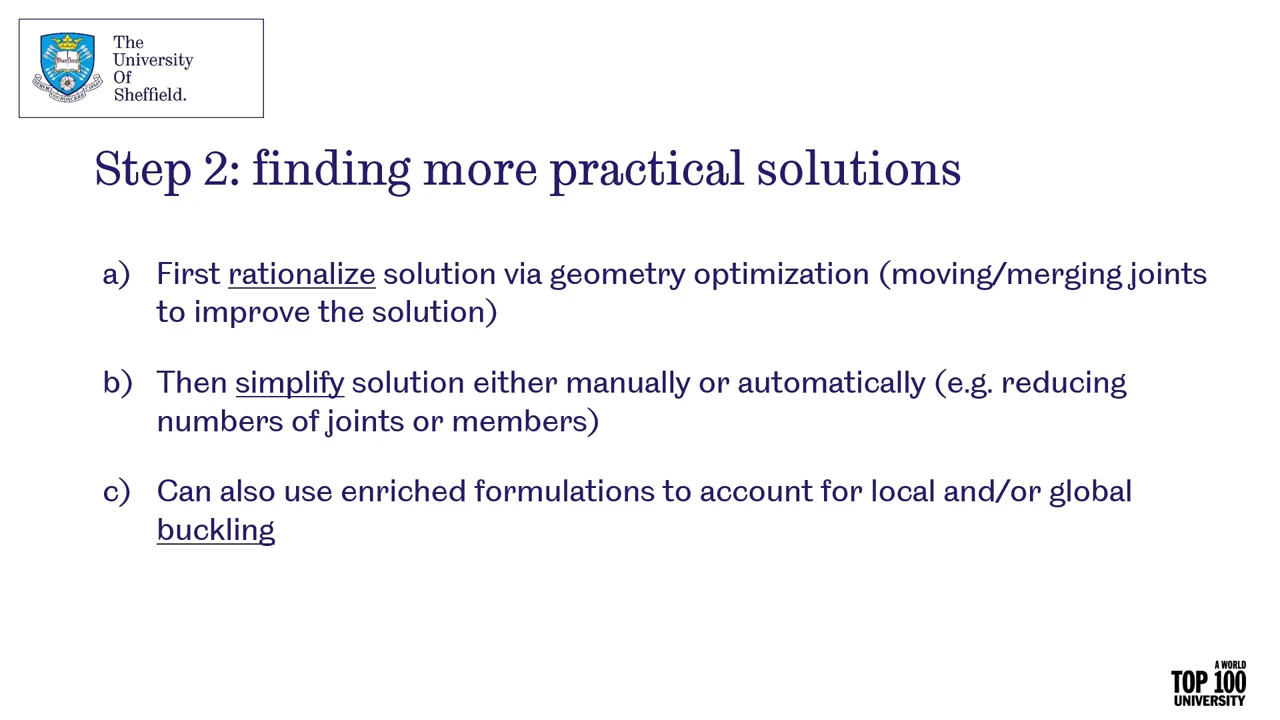 The
University
Of
Sheffield.
Step 2: finding more practical solutions
a) First rationalize solution via geometry optimization (moving/merging joints
to improve the solution)
b) Then simplify solution either manually or automatically (e.g. reducing
numbers of joints or members)
c) Can also use enriched formulations to account for local and/or global
buckling
A WORLD
TOP 100
UNIVERSITY